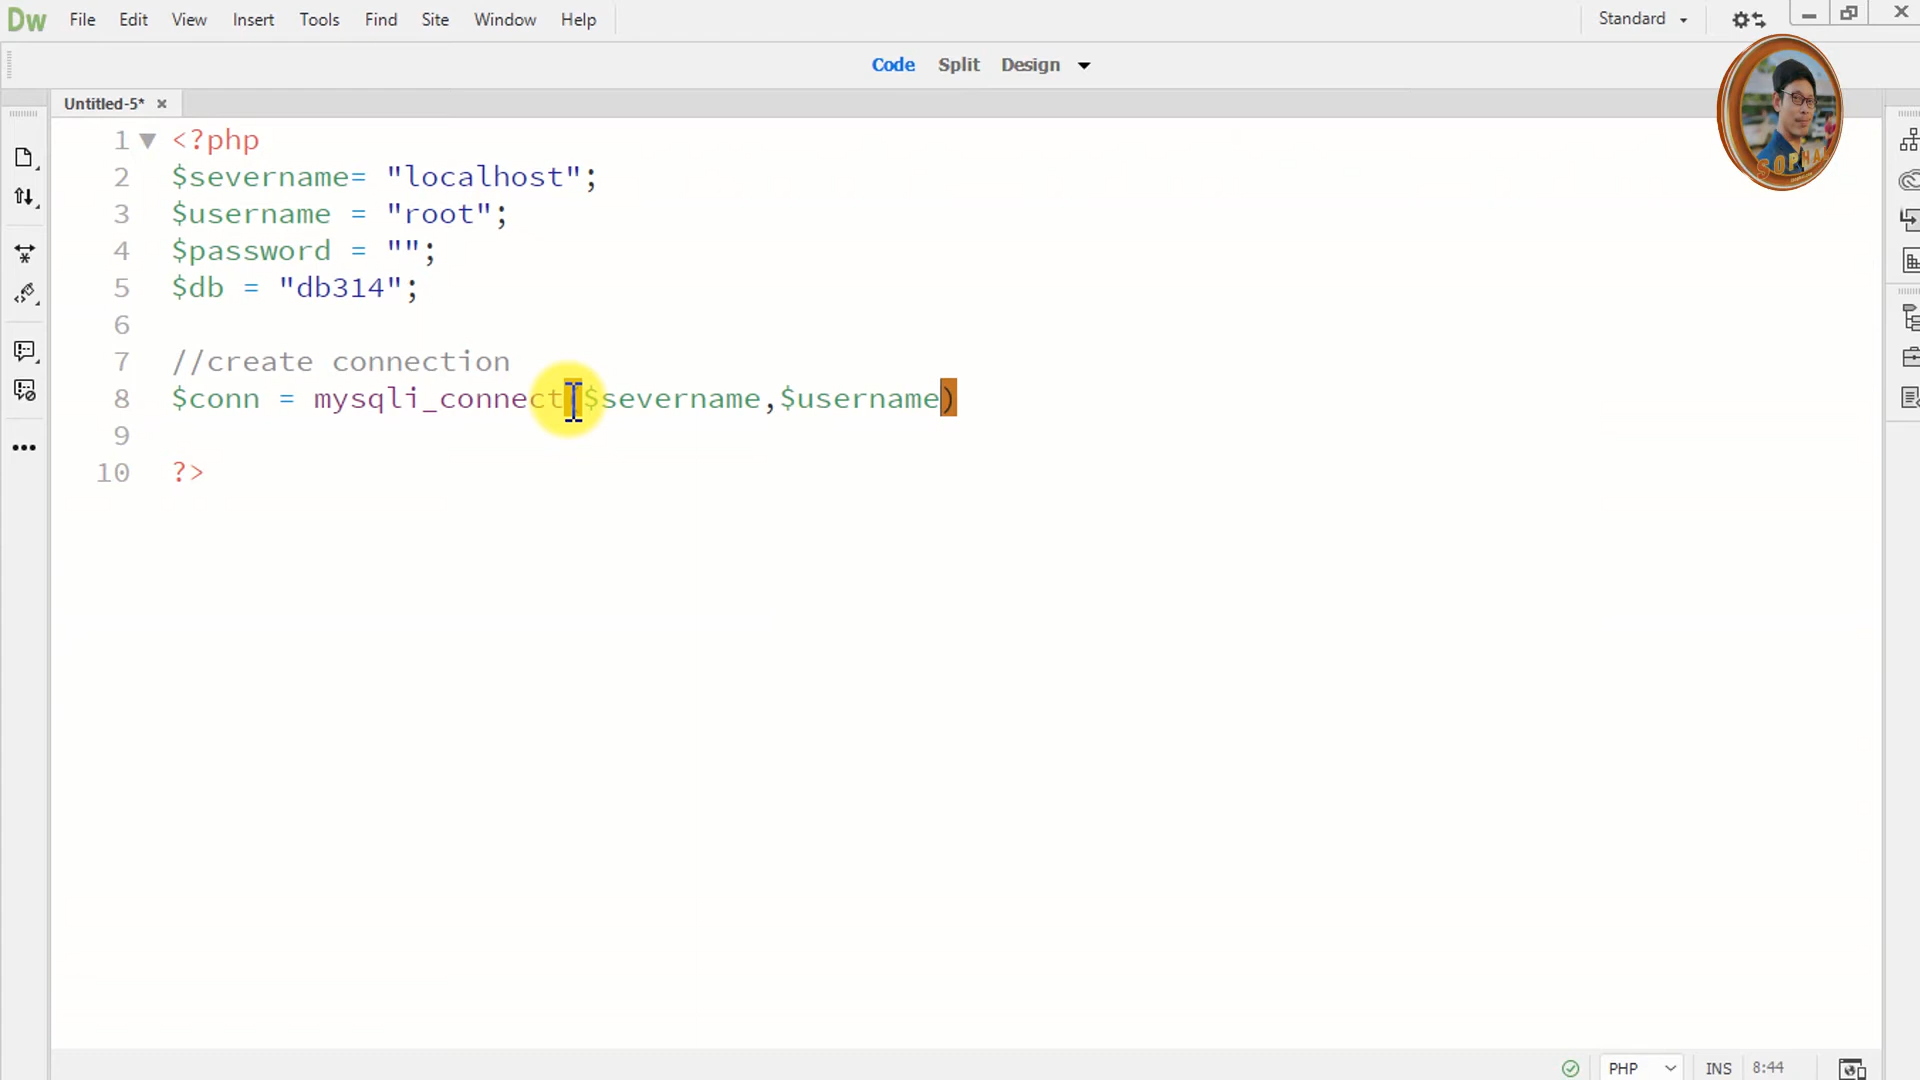 Dw File Edit View Insert Tools Find Site Window Help Standard
Code Split Design
Untitled-5*
1 <?php
2 $severname= "localhost";
3 $username = "root";
4 $password = "";
5 $db = "db314";
6
7 //create connection
8 $conn = mysqli_connect($severname,$username)
9
10 ?>
SOPHA
PHP INS 8:44